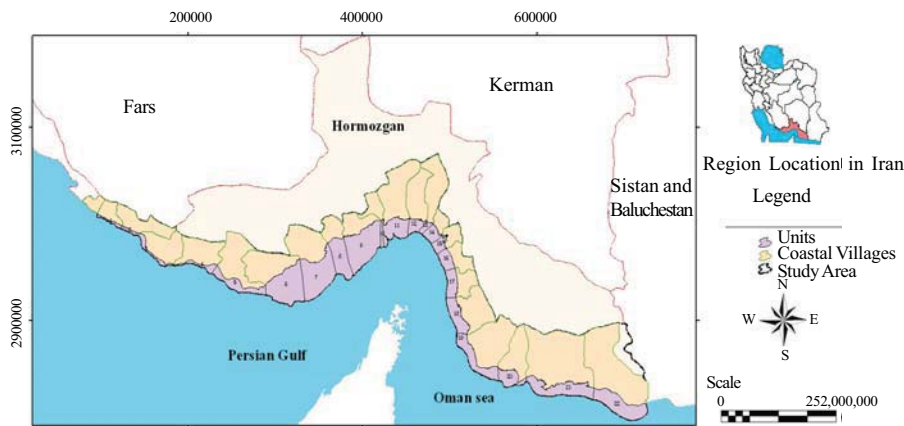 200000 400000 600000
Fars
Kerman
Hormozgan
3100000
2900000
Sistan and
Baluchestan
Persian Gulf
Oman sea
Region Location in Iran
Legend
Units
Coastal Villages
Study Area
N
W E
S
Scale
0 252,000,000